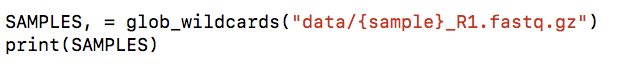 SAMPLES, = glob_wildcards("data/{sample}_R1.fastq.gz")
print(SAMPLES)